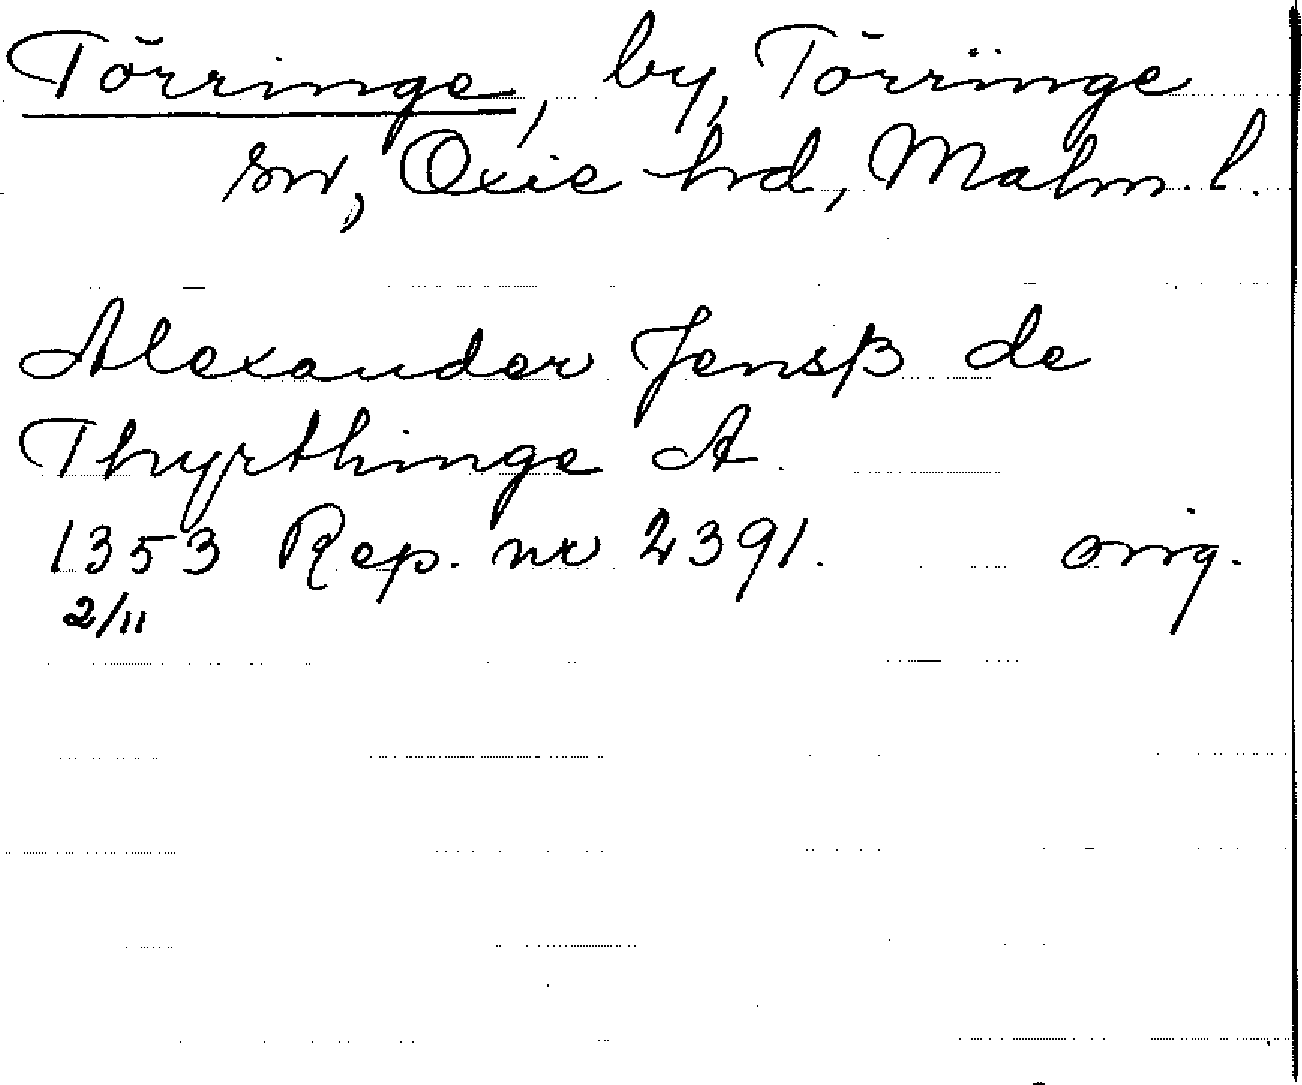 Törringe, by, Törringe
sn, Oxie hd, Malm. l.
Alexander Jensß de
Thyrthinge A
1353 Rep. nr 2391. orig.
2/11